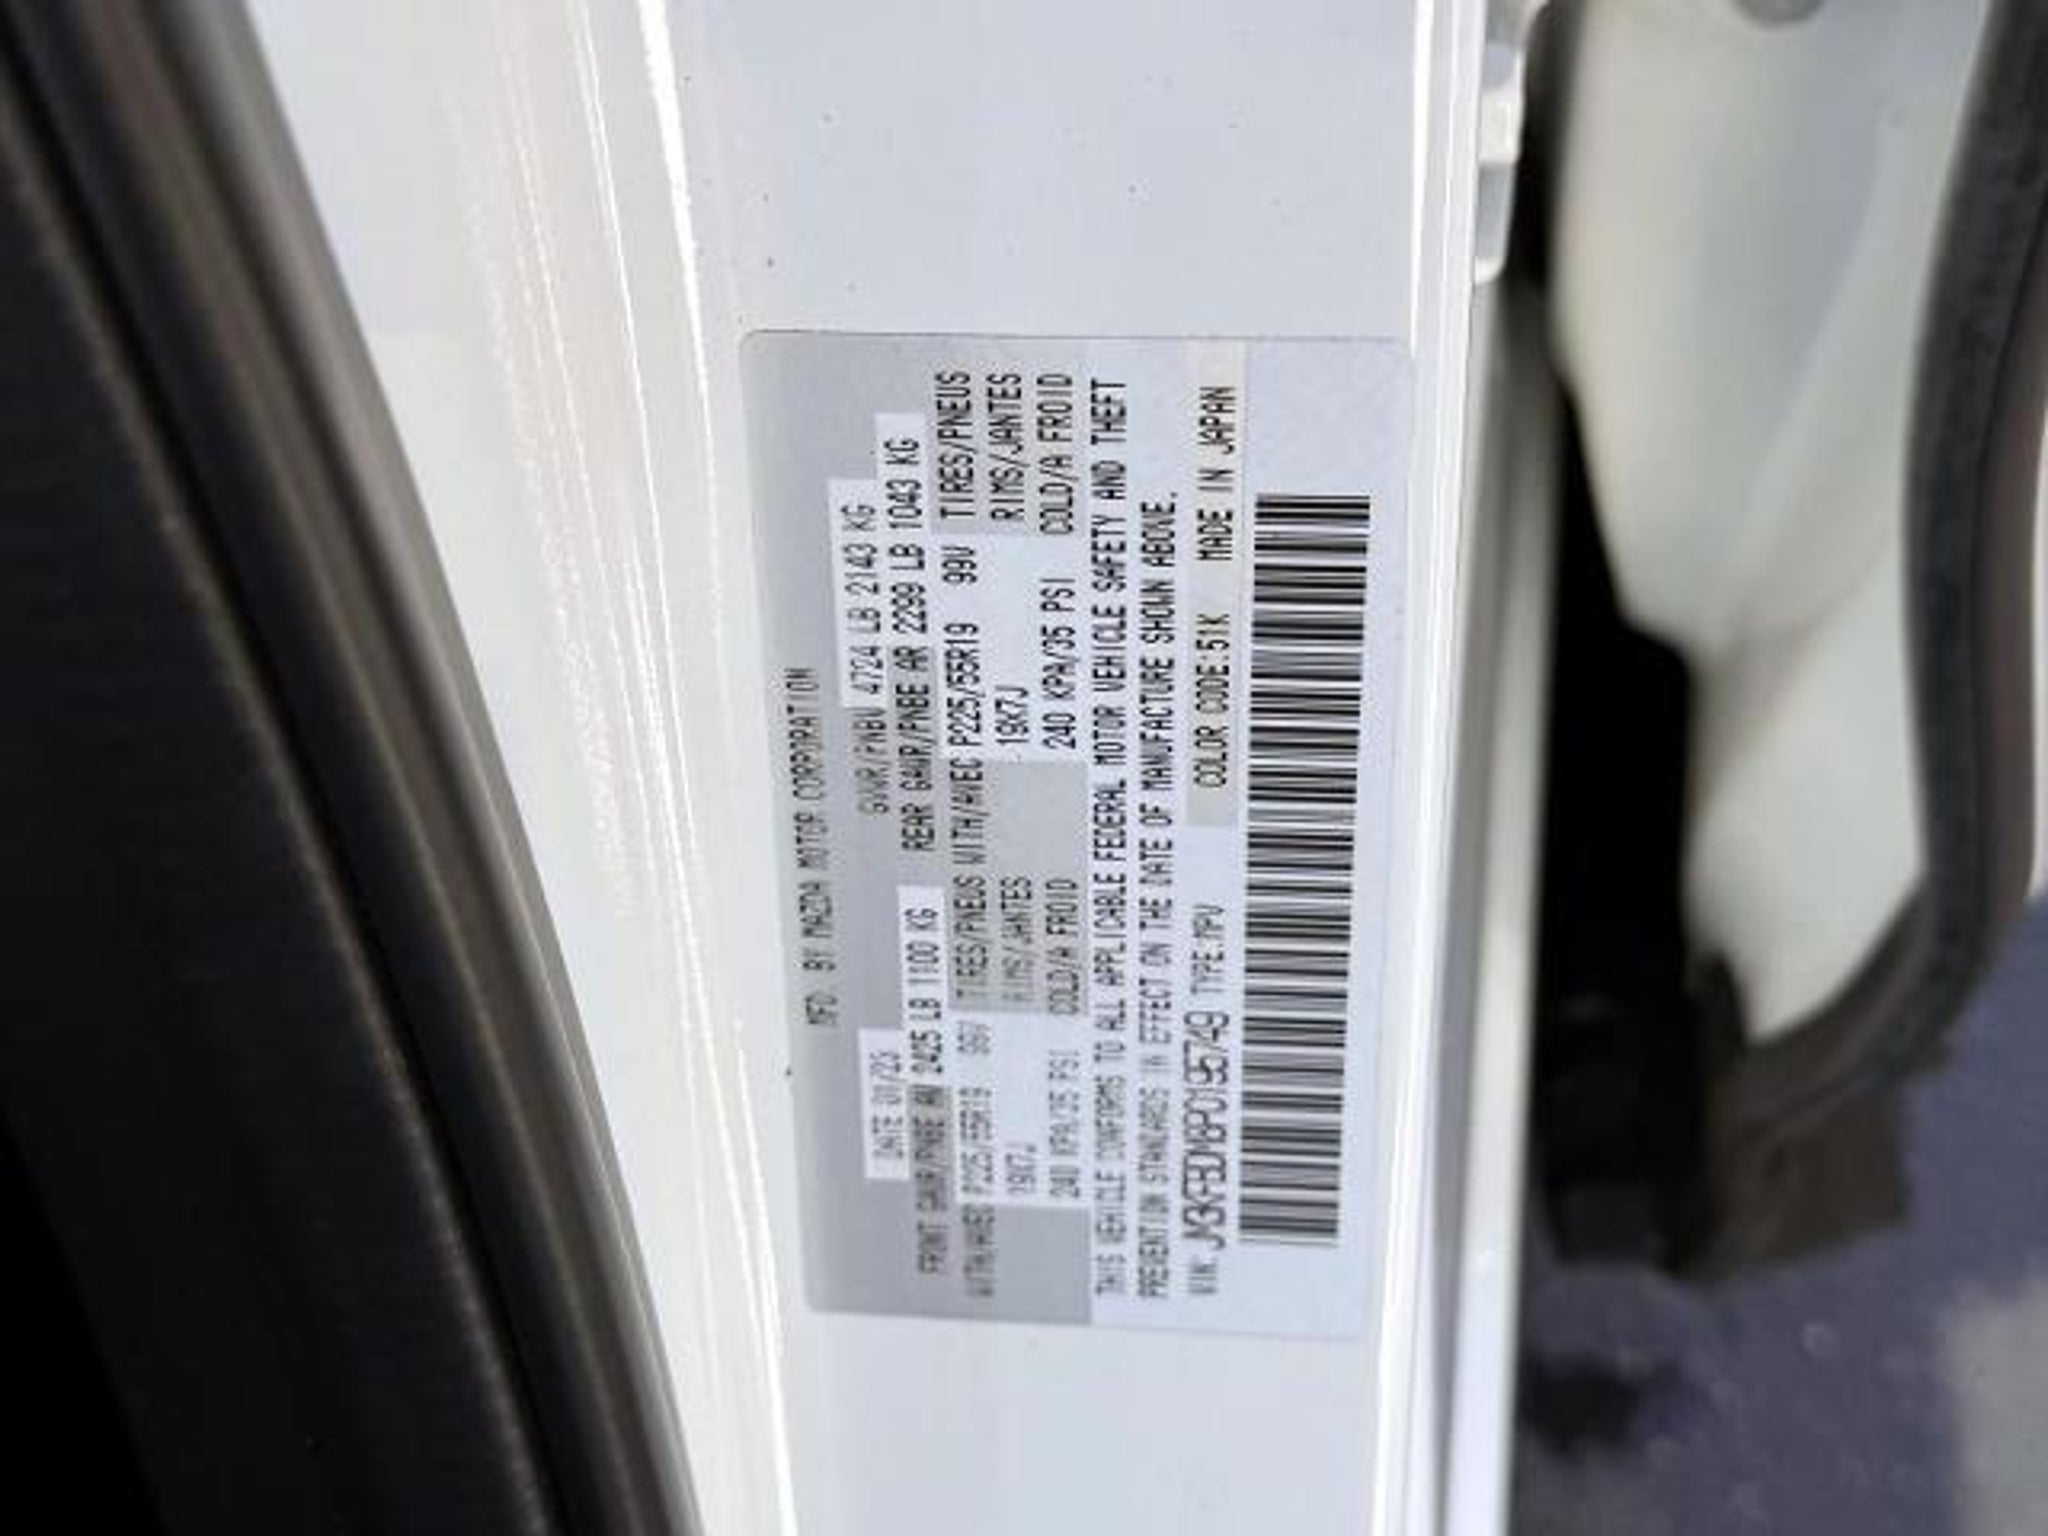 MFD. BY MAZDA MOTOR CORPORATION
DATE 01/23 GVWR/PNBV 4724 LB 2143 KG
FRONT GAWR/PNBE AV 2425 LB 1100 KG REAR GAWR/PNBE AR 2299 LB 1043 KG
WITH/AVEC P225/55R19 99V TIRES/PNEUS WITH/AVEC P225/55R19 99V TIRES/PNEUS
19X7J RIMS/JANTES 19X7J RIMS/JANTES
240 KPA/35 PSI COLD/A FROID 240 KPA/35 PSI COLD/A FROID
THIS VEHICLE CONFORMS TO ALL APPLICABLE FEDERAL MOTOR VEHICLE SAFETY AND THEFT
PREVENTION STANDARDS IN EFFECT ON THE DATE OF MANUFACTURE SHOWN ABOVE.
VIN: TYPE:MPV COLOR CODE:51K MADE IN JAPAN